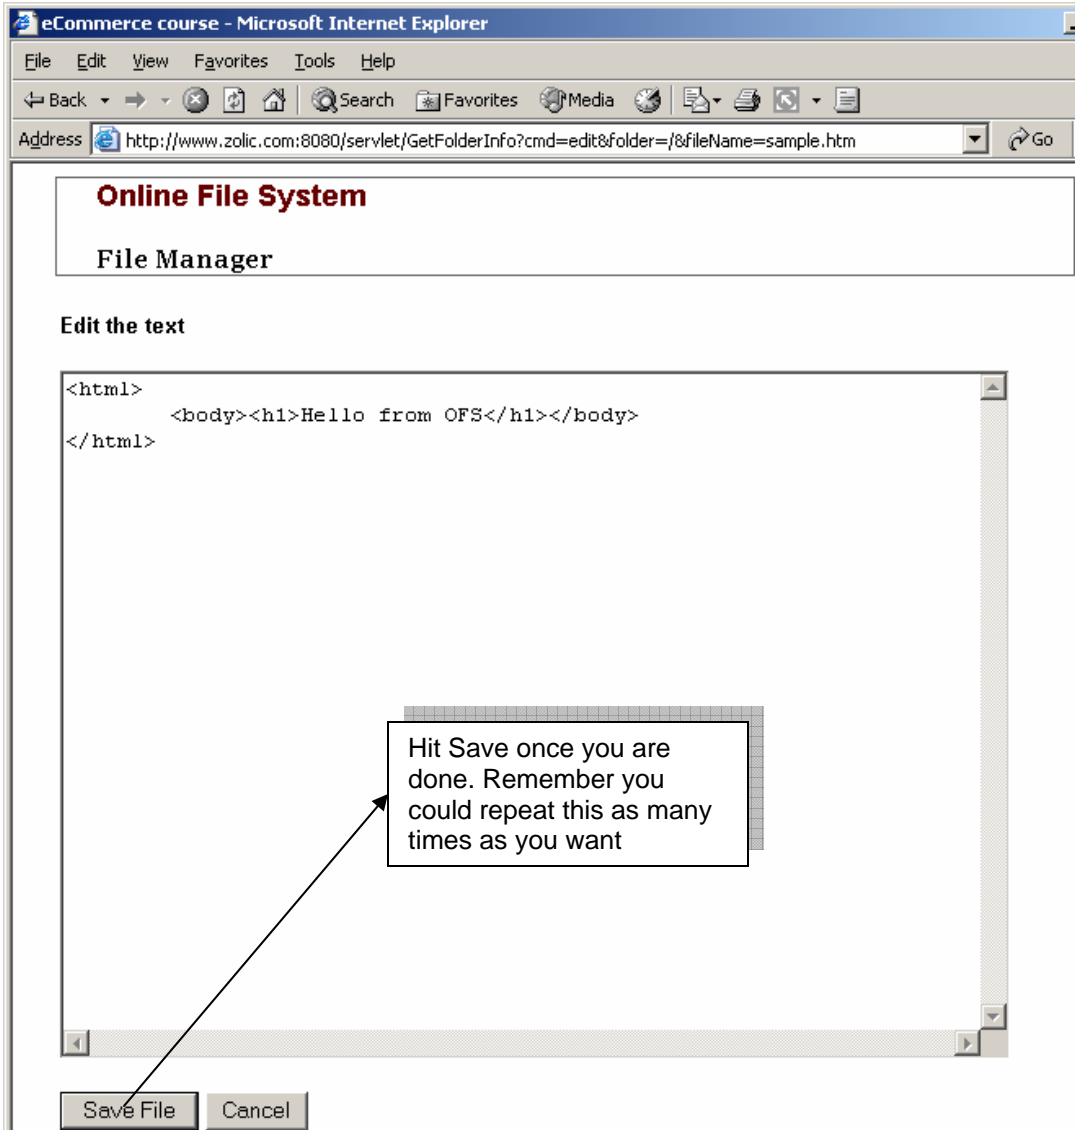 eCommerce course - Microsoft Internet Explorer
File Edit View Favorites Tools Help
Back Search Favorites Media
Address http://www.zolic.com:8080/servlet/GetFolderInfo?cmd=edit&folder=/&fileName=sample.htm Go
Online File System
File Manager
Edit the text
<html>
<body><h1>Hello from OFS</h1></body>
</html>
Hit Save once you are
done. Remember you
could repeat this as many
times as you want
Save File Cancel